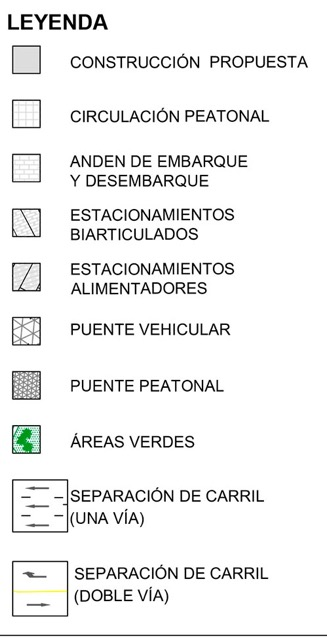 LEYENDA
CONSTRUCCIÓN PROPUESTA
CIRCULACIÓN PEATONAL
ANDEN DE EMBARQUE
Y DESEMBARQUE
ESTACIONAMIENTOS
BIARTICULADOS
ESTACIONAMIENTOS
ALIMENTADORES
PUENTE VEHICULAR
PUENTE PEATONAL
ÁREAS VERDES
SEPARACIÓN DE CARRIL
(UNA VÍA)
SEPARACIÓN DE CARRIL
(DOBLE VÍA)